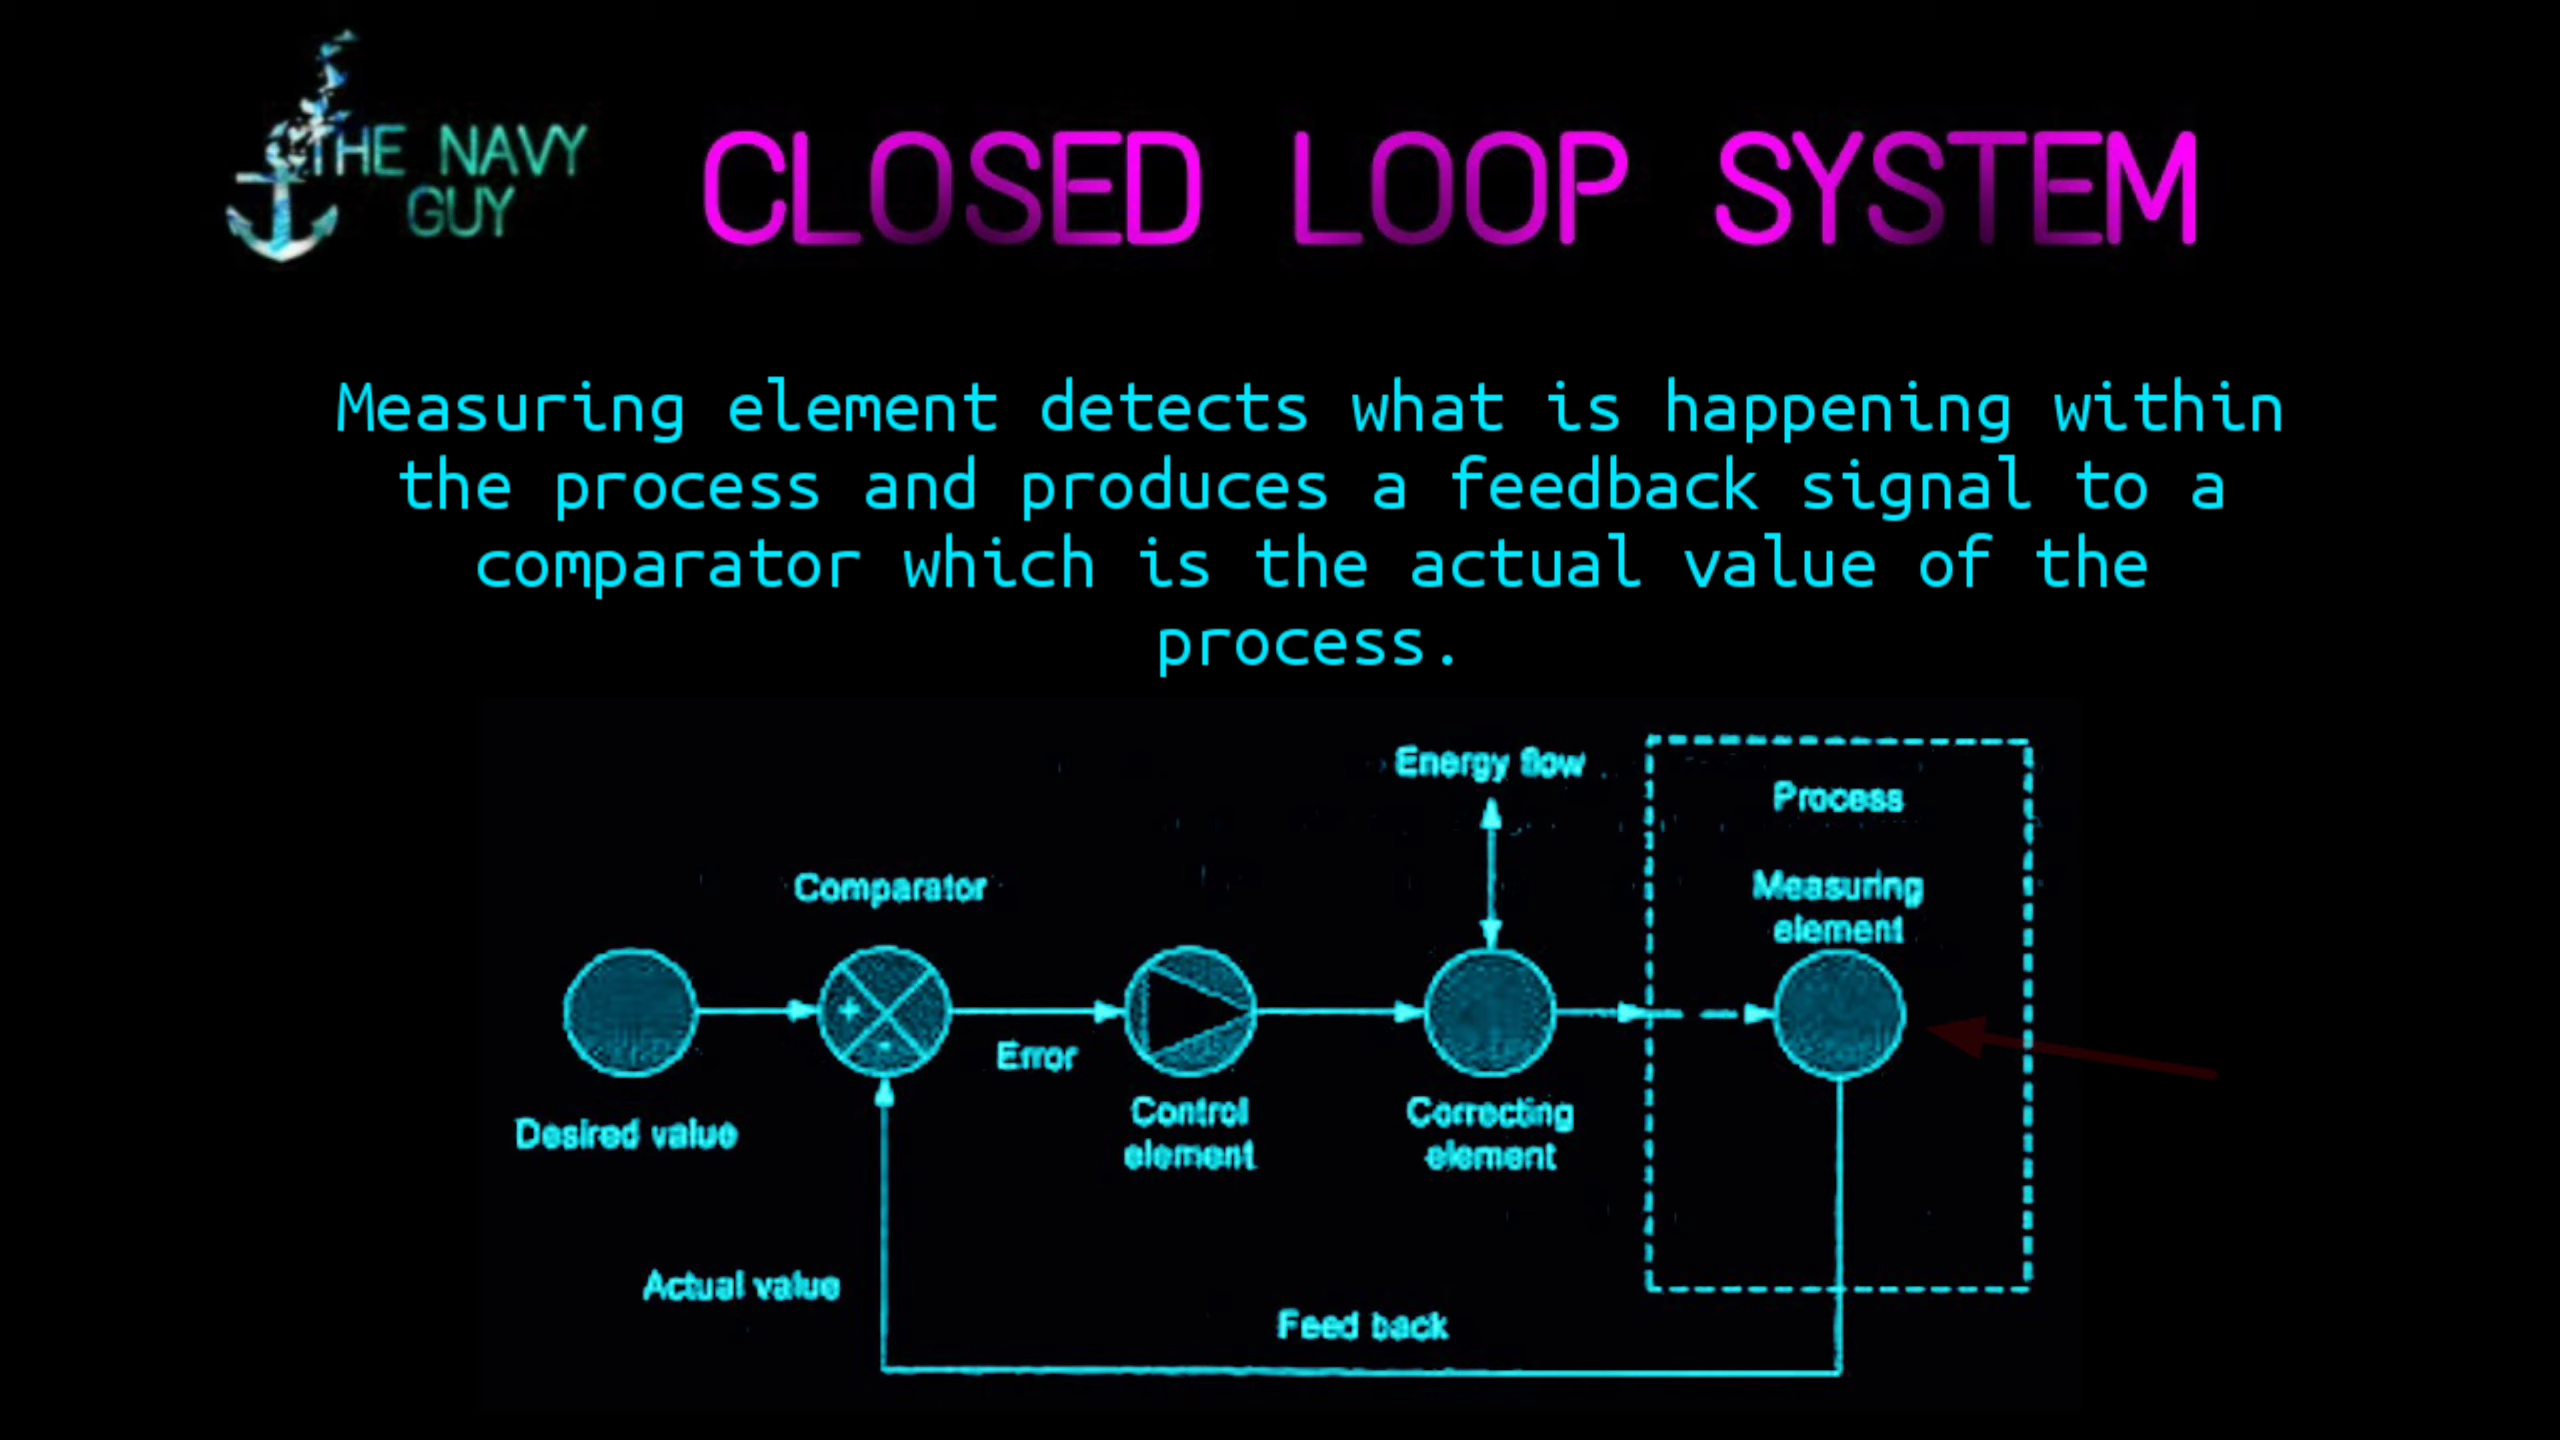 THE NAVY
GUY
CLOSED LOOP SYSTEM
Measuring element detects what is happening within
the process and produces a feedback signal to a
comparator which is the actual value of the
process.
Energy flow
Process
Comparator
Measuring
element
+
-
Error
Desired value
Control
element
Correcting
element
Actual value
Feed back